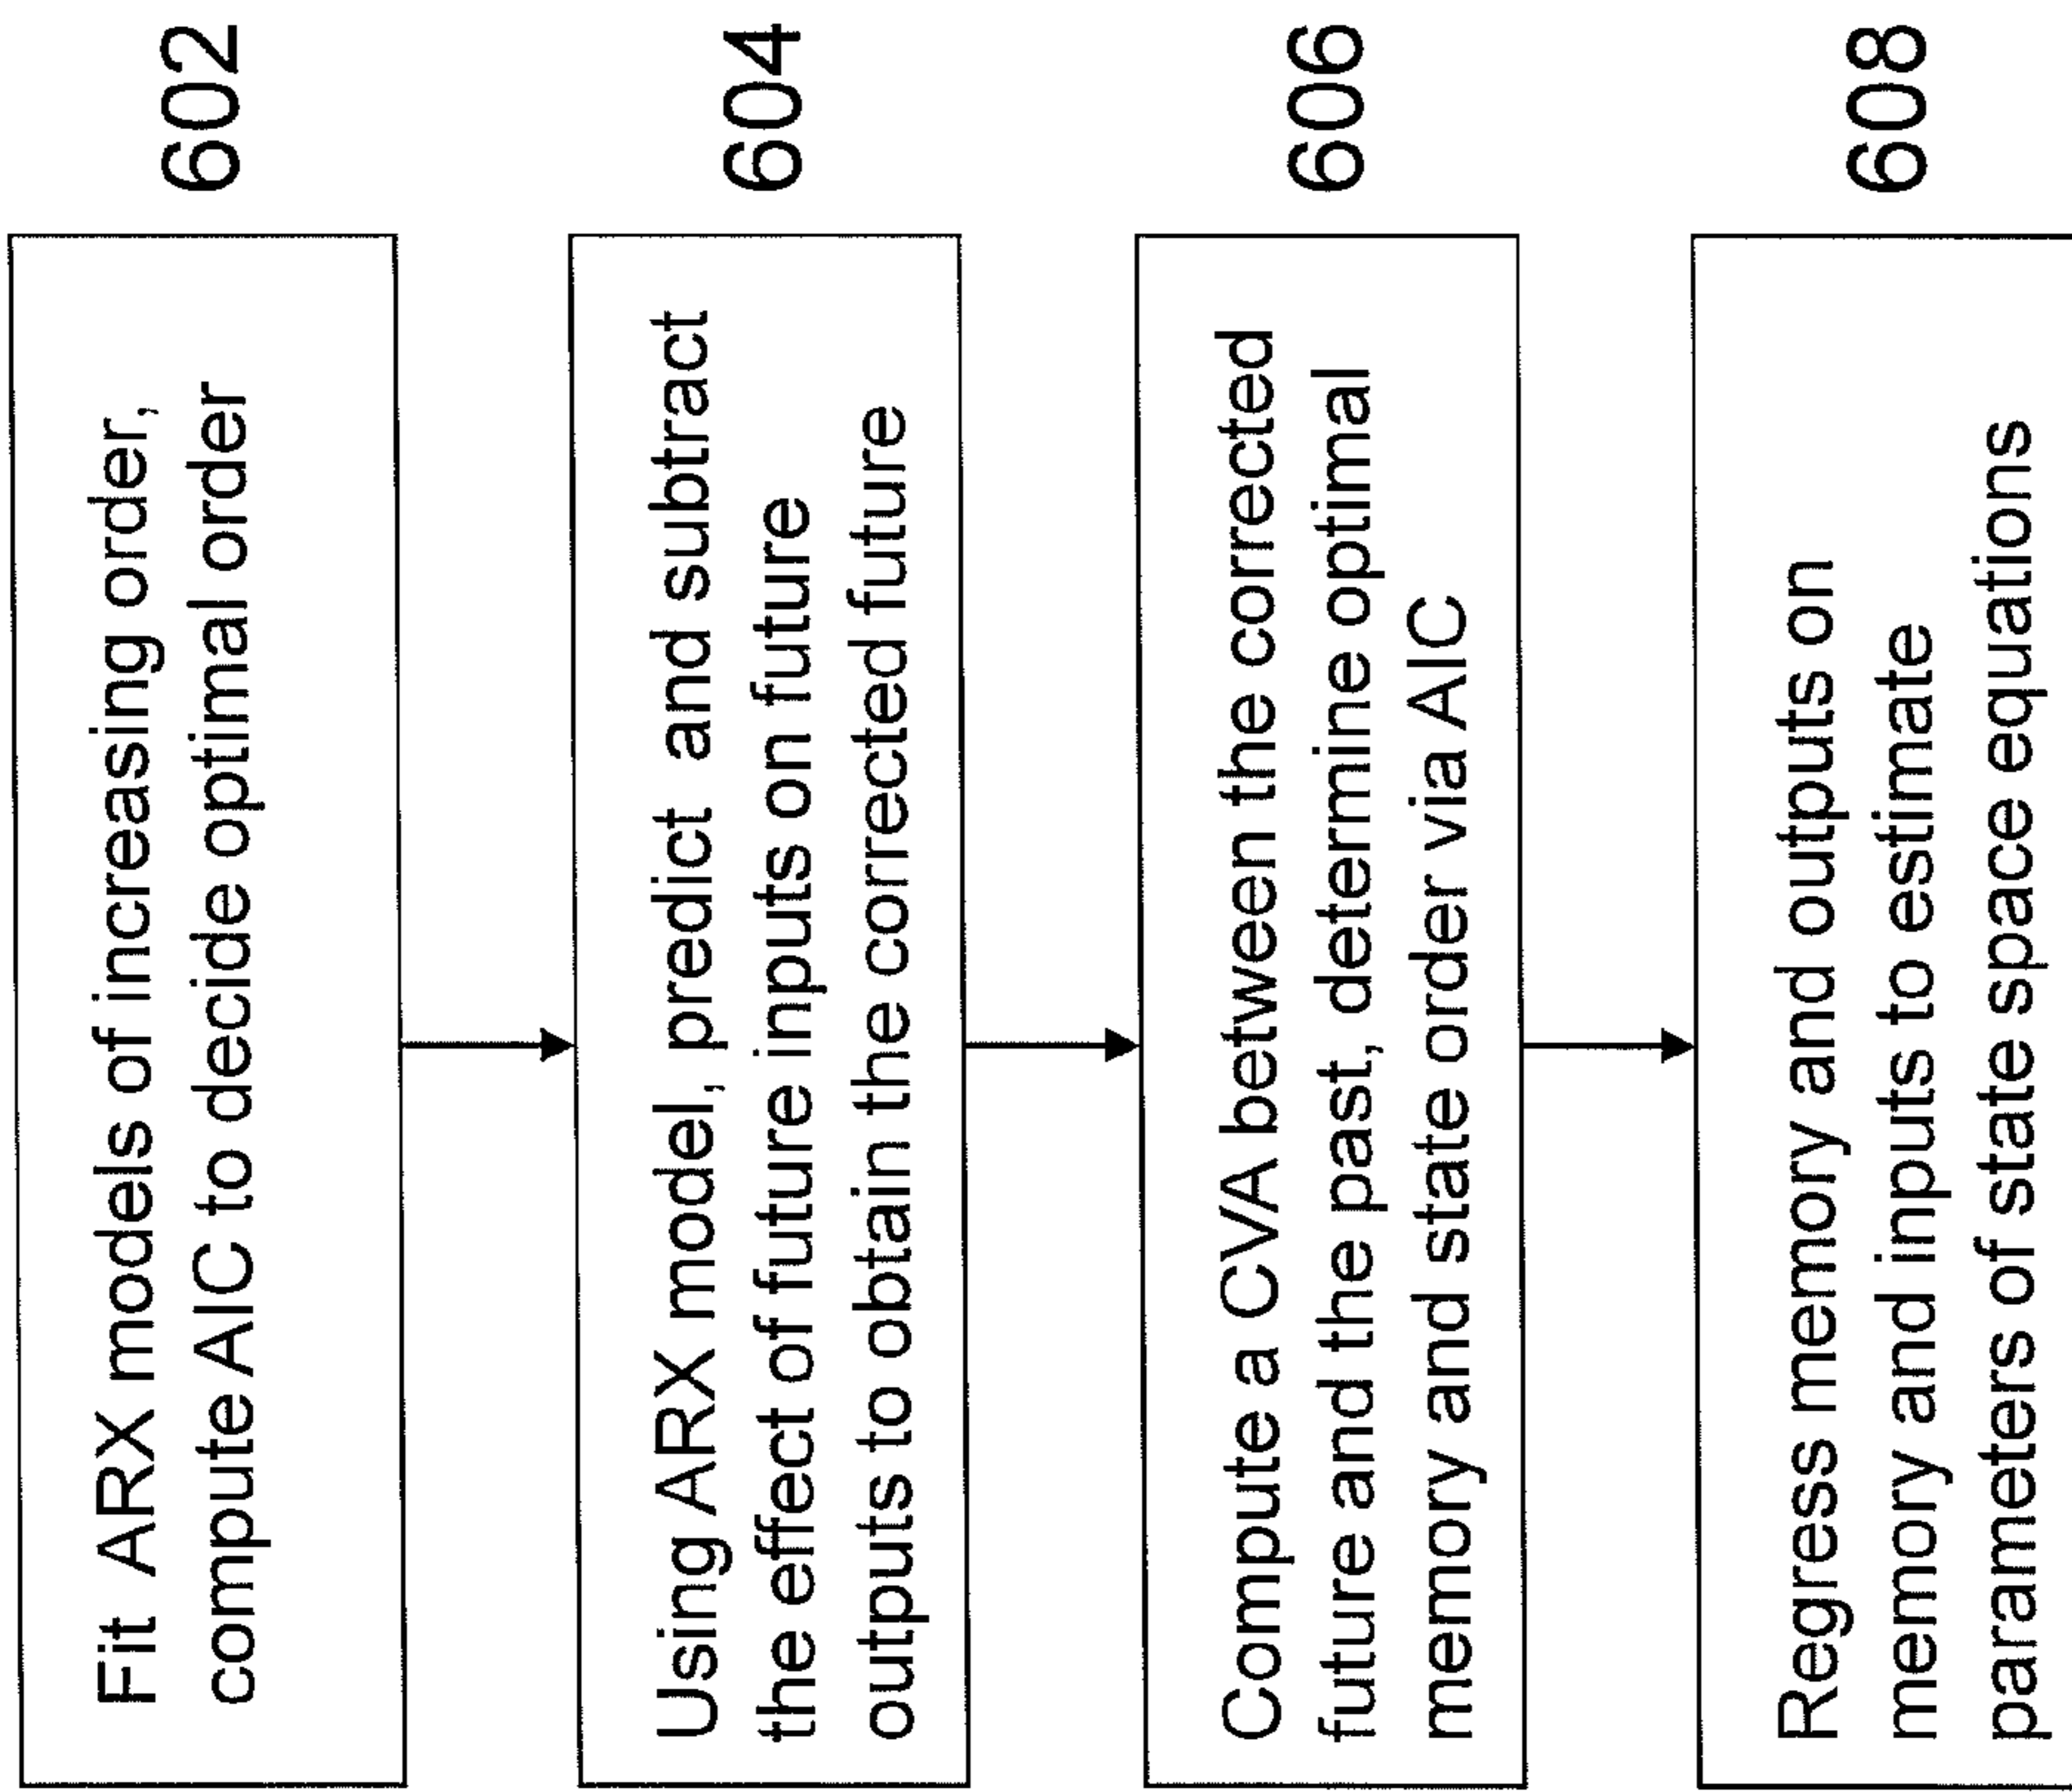 Fit ARX models of increasing order,
compute AIC to decide optimal order
602
Using ARX model, predict and subtract
the effect of future inputs on future
outputs to obtain the corrected future
604
Compute a CVA between the corrected
future and the past, determine optimal
memory and state order via AIC
606
Regress memory and outputs on
memory and inputs to estimate
parameters of state space equations
608